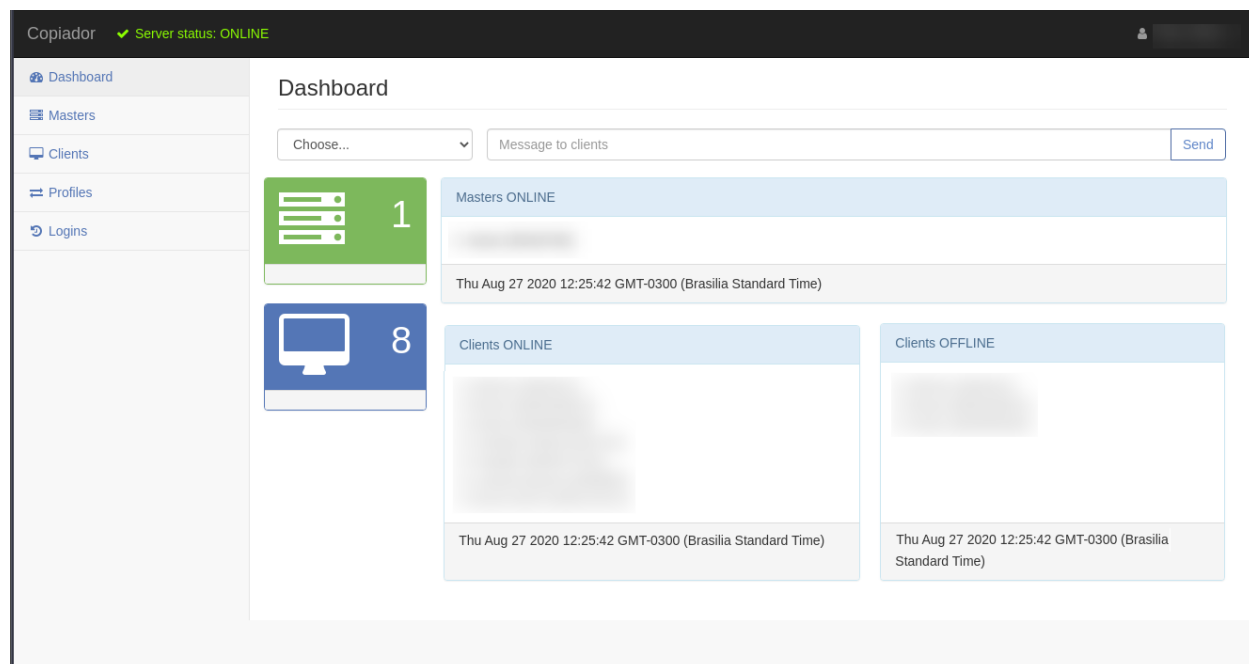 Copiador
Server status: ONLINE
Dashboard
Masters
Clients
Profiles
Logins
Dashboard
Choose...
Message to clients
Send
1
Masters ONLINE
Thu Aug 27 2020 12:25:42 GMT-0300 (Brasilia Standard Time)
8
Clients ONLINE
Thu Aug 27 2020 12:25:42 GMT-0300 (Brasilia Standard Time)
Clients OFFLINE
Thu Aug 27 2020 12:25:42 GMT-0300 (Brasilia
Standard Time)